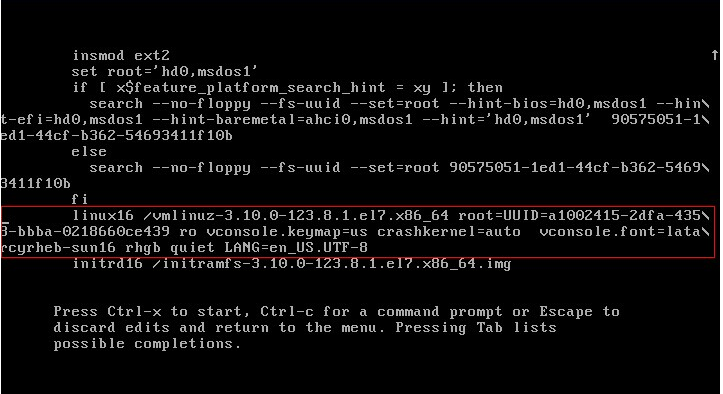 insmod ext2
set root='hd0,msdos1'
if [ x$feature_platform_search_hint = xy ]; then
search --no-floppy --fs-uuid --set=root --hint-bios=hd0,msdos1 --hin\
t-efi=hd0,msdos1 --hint-baremetal=ahci0,msdos1 --hint='hd0,msdos1'  90575051-1\
ed1-44cf-b362-54693411f10b
else
search --no-floppy --fs-uuid --set=root 90575051-1ed1-44cf-b362-5469\
3411f10b
fi
linux16 /vmlinuz-3.10.0-123.8.1.el7.x86_64 root=UUID=a1002415-2dfa-435\
3-bbba-0218660ce439 ro vconsole.keymap=us crashkernel=auto  vconsole.font=lata\
rcyrheb-sun16 rhgb quiet LANG=en_US.UTF-8
initrd16 /initramfs-3.10.0-123.8.1.el7.x86_64.img
Press Ctrl-x to start, Ctrl-c for a command prompt or Escape to
discard edits and return to the menu. Pressing Tab lists
possible completions.